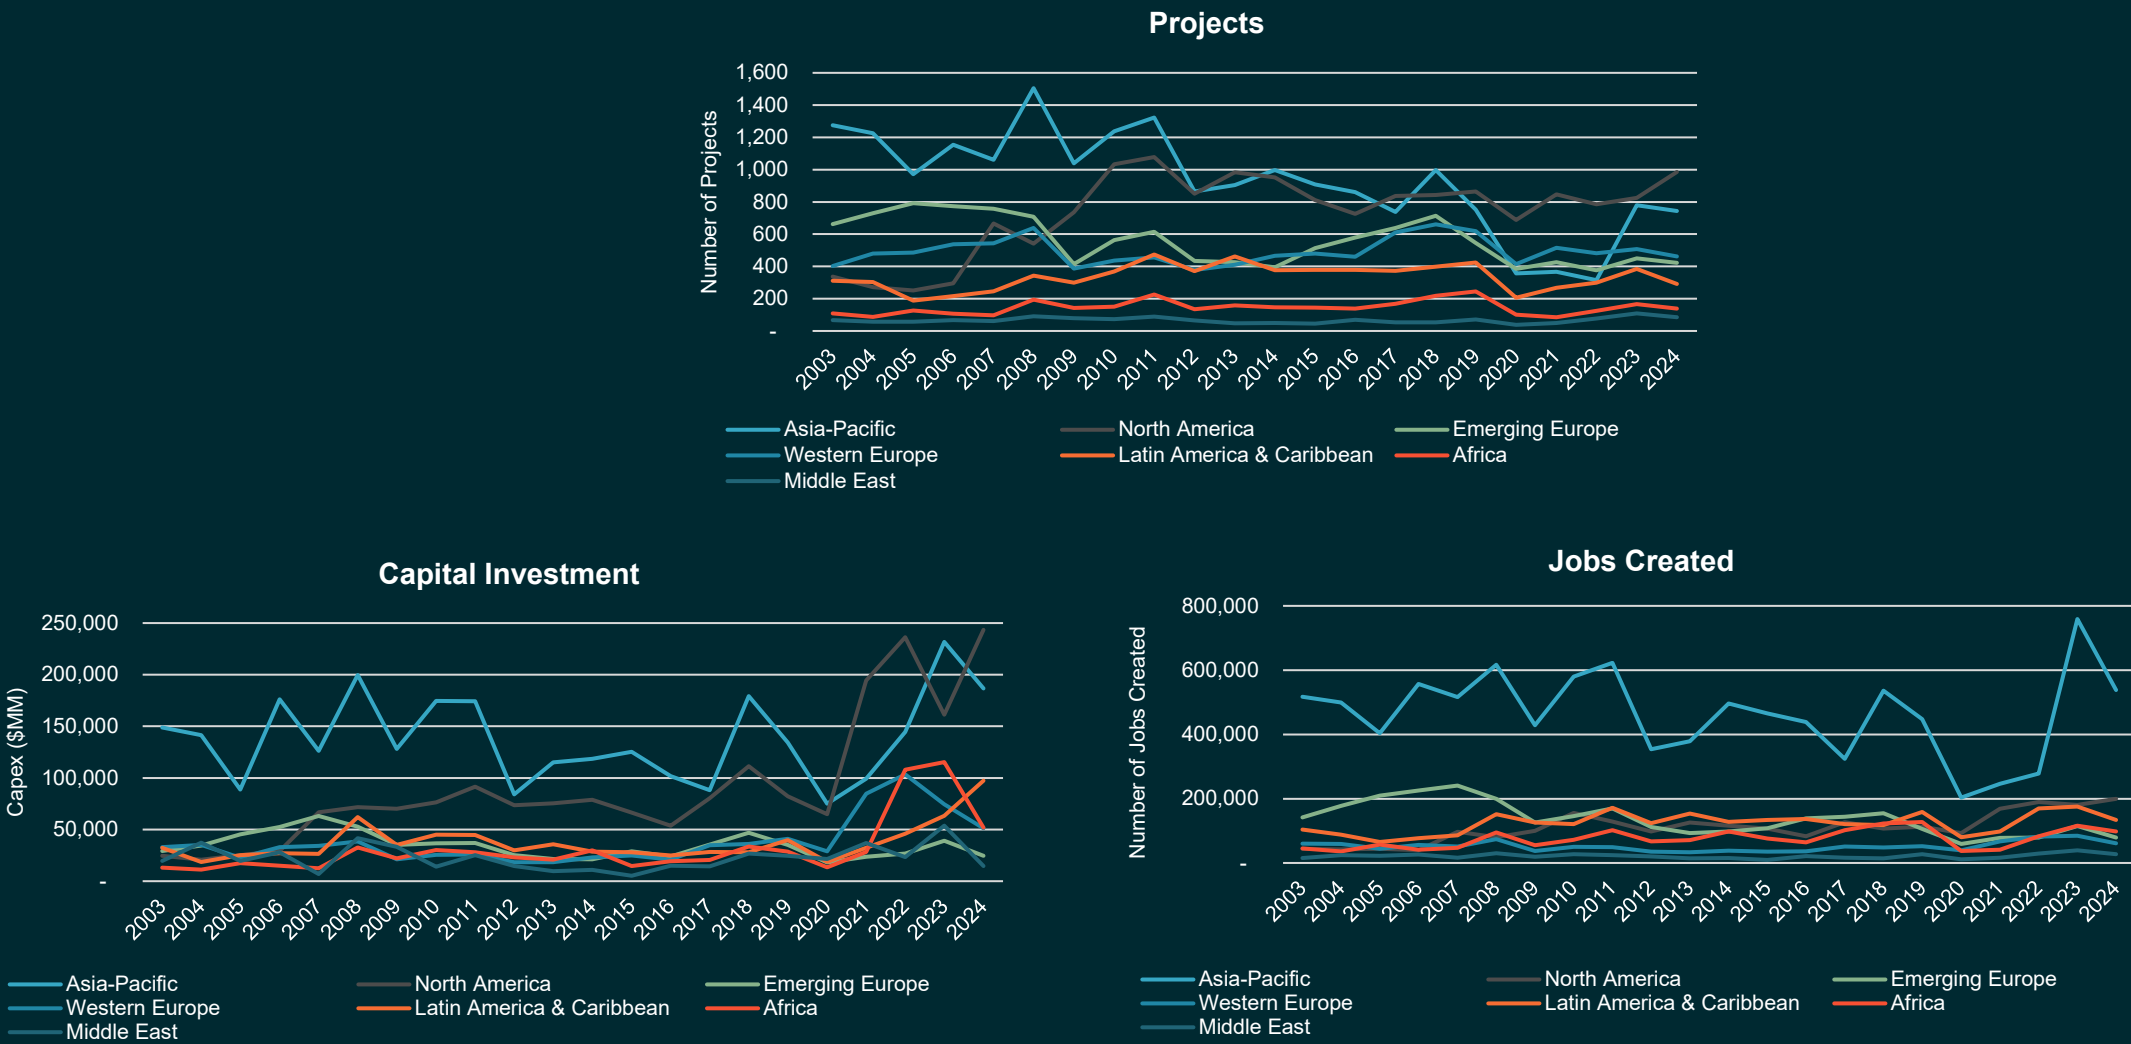 Projects
Number of Projects
1,600
1,400
1,200
1,000
800
600
400
200
-
2003 2004 2005 2006 2007 2008 2009 2010 2011 2012 2013 2014 2015 2016 2017 2018 2019 2020 2021 2022 2023 2024
Asia-Pacific North America Emerging Europe
Western Europe Latin America & Caribbean Africa
Middle East
Capital Investment
Capex ($MM)
250,000
200,000
150,000
100,000
50,000
-
2003 2004 2005 2006 2007 2008 2009 2010 2011 2012 2013 2014 2015 2016 2017 2018 2019 2020 2021 2022 2023 2024
Asia-Pacific North America Emerging Europe
Western Europe Latin America & Caribbean Africa
Middle East
Jobs Created
Number of Jobs Created
800,000
600,000
400,000
200,000
-
2003 2004 2005 2006 2007 2008 2009 2010 2011 2012 2013 2014 2015 2016 2017 2018 2019 2020 2021 2022 2023 2024
Asia-Pacific North America Emerging Europe
Western Europe Latin America & Caribbean Africa
Middle East